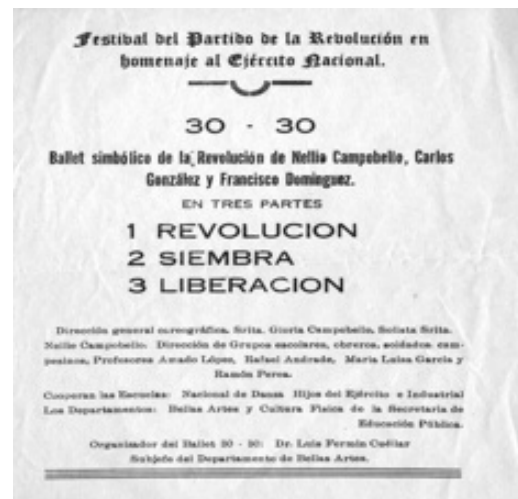 Festival del Partido de la Revolución en
homenaje al Ejército Nacional.
30 - 30
Ballet simbólico de la Revolución de Nellie Campobello, Carlos
González y Francisco Domínguez.
EN TRES PARTES
1 REVOLUCION
2 SIEMBRA
3 LIBERACION
Dirección general coreográfica, Srita. Gloria Campobello, Solista Srita.
Nellie Campobello. Dirección de Grupos escolares, obreros, soldados cam-
pesinos, Profesores Amado López, Rafael Andrade, María Luisa García y
Ramón Perea.
Cooperan las Escuelas: Nacional de Danza Hijos del Ejército e Industrial
Los Departamentos: Bellas Artes y Cultura Física de la Secretaría de
Educación Pública.
Organizador del Ballet 30 - 30: Dr. Luis Fermín Cuéllar
Subjefe del Departamento de Bellas Artes.